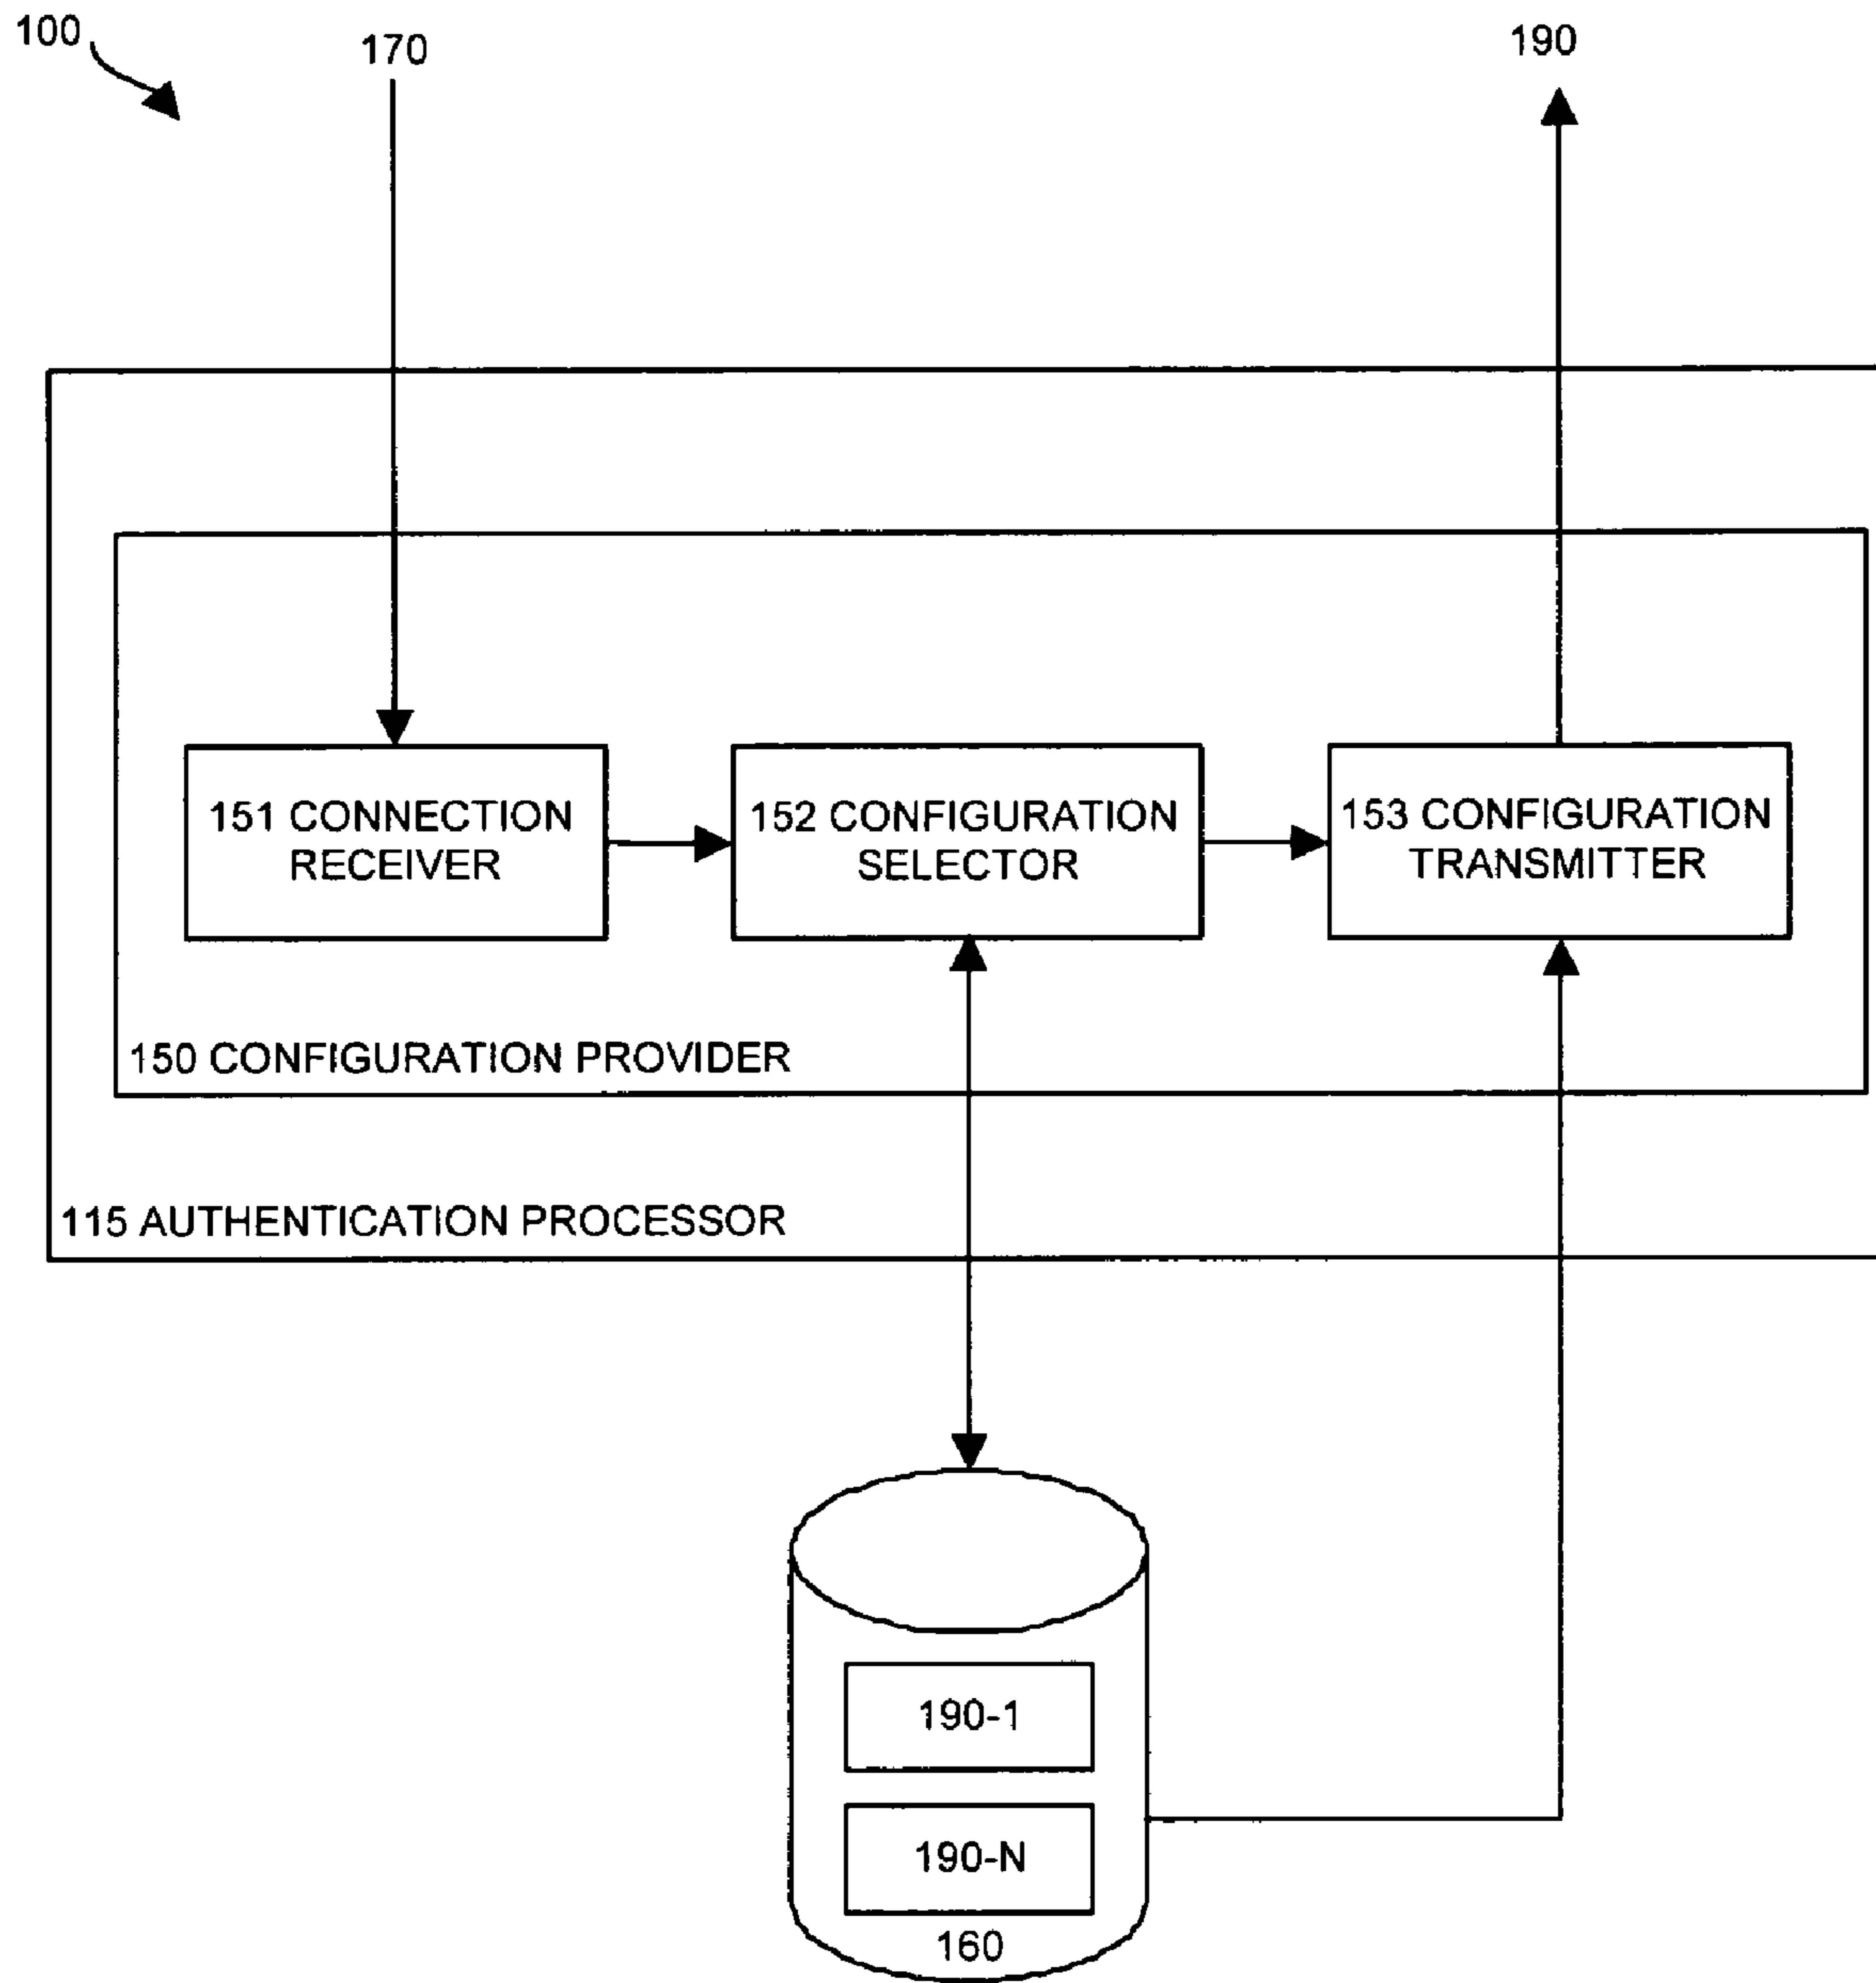 100
170
190
151 CONNECTION
RECEIVER
152 CONFIGURATION
SELECTOR
153 CONFIGURATION
TRANSMITTER
150 CONFIGURATION PROVIDER
115 AUTHENTICATION PROCESSOR
190-1
190-N
160